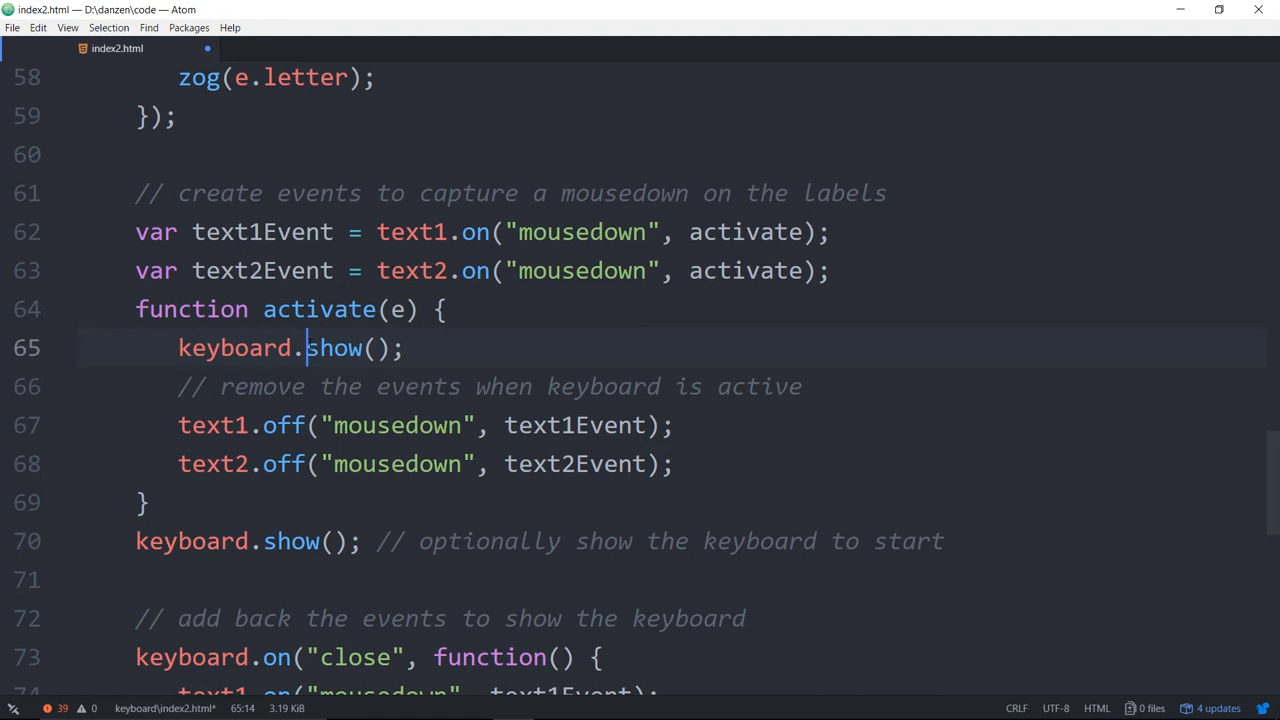 index2.html — D:\danzen\code — Atom
File Edit View Selection Find Packages Help
index2.html
58 zog(e.letter);
59 });
60
61 // create events to capture a mousedown on the labels
62 var text1Event = text1.on("mousedown", activate);
63 var text2Event = text2.on("mousedown", activate);
64 function activate(e) {
65 keyboard.show();
66 // remove the events when keyboard is active
67 text1.off("mousedown", text1Event);
68 text2.off("mousedown", text2Event);
69 }
70 keyboard.show(); // optionally show the keyboard to start
71
72 // add back the events to show the keyboard
73 keyboard.on("close", function() {
74 text1.on("mousedown", text1Event);
39 0 keyboard\index2.html* 65:14 3.19 KiB CRLF UTF-8 HTML 0 files 4 updates